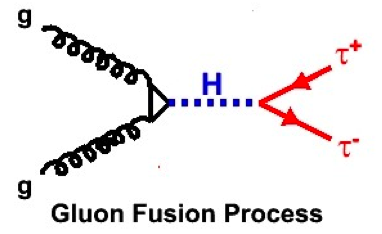 g
H
τ+
τ-
g
Gluon Fusion Process